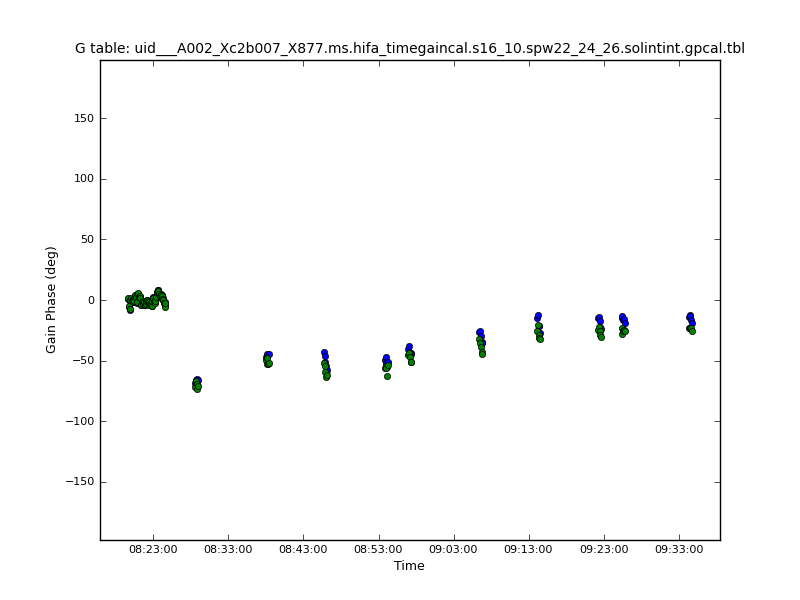 G table: uid___A002_Xc2b007_X877.ms.hifa_timegaincal.s16_10.spw22_24_26.solintint.gpcal.tbl
150
100
50
0
−50
−100
−150
Gain Phase (deg)
08:23:00 08:33:00 08:43:00 08:53:00 09:03:00 09:13:00 09:23:00 09:33:00
Time